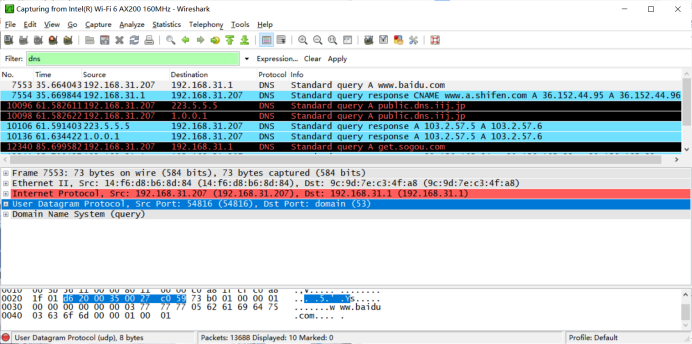 Capturing from Intel(R) Wi-Fi 6 AX200 160MHz - Wireshark
File Edit View Go Capture Analyze Statistics Telephony Tools Help
Filter: dns Expression... Clear Apply
No. Time Source Destination Protocol Info
7553 35.664043 192.168.31.207 192.168.31.1 DNS Standard query A www.baidu.com
7554 35.669844 192.168.31.1 192.168.31.207 DNS Standard query response CNAME www.a.shifen.com A 36.152.44.95 A 36.152.44.96
10096 61.582611 192.168.31.207 223.5.5.5 DNS Standard query A public.dns.iij.jp
10098 61.582622 192.168.31.207 1.0.0.1 DNS Standard query A public.dns.iij.jp
10106 61.591403 223.5.5.5 192.168.31.207 DNS Standard query response A 103.2.57.5 A 103.2.57.6
10136 61.634422 1.0.0.1 192.168.31.207 DNS Standard query response A 103.2.57.5 A 103.2.57.6
12340 85.699582 192.168.31.207 192.168.31.1 DNS Standard query A get.sogou.com
Frame 7553: 73 bytes on wire (584 bits), 73 bytes captured (584 bits)
Ethernet II, Src: 14:f6:d8:b6:8d:84 (14:f6:d8:b6:8d:84), Dst: 9c:9d:7e:c3:4f:a8 (9c:9d:7e:c3:4f:a8)
Internet Protocol, Src: 192.168.31.207 (192.168.31.207), Dst: 192.168.31.1 (192.168.31.1)
User Datagram Protocol, Src Port: 54816 (54816), Dst Port: domain (53)
Domain Name System (query)
0020 1f 01 d6 20 00 35 00 27 c0 59 73 b0 01 00 00 01 ... .5.' .Ys.....
0030 00 00 00 00 00 00 03 77 77 77 05 62 61 69 64 75 .......w ww.baidu
0040 03 63 6f 6d 00 00 01 00 01 .com.... .
User Datagram Protocol (udp), 8 bytes Packets: 13688 Displayed: 10 Marked: 0 Profile: Default